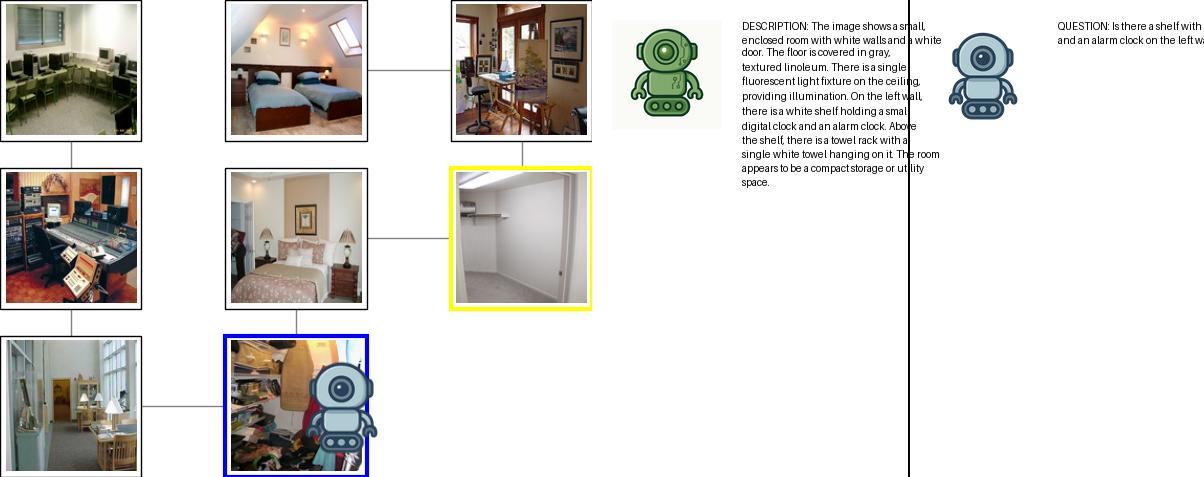 DESCRIPTION: The image shows a small,
enclosed room with white walls and a white
door. The floor is covered in gray,
textured linoleum. There is a single
fluorescent light fixture on the ceiling,
providing illumination. On the left wall,
there is a white shelf holding a small
digital clock and an alarm clock. Above
the shelf, there is a towel rack with a
single white towel hanging on it. The room
appears to be a compact storage or utility
space.
QUESTION: Is there a shelf with
and an alarm clock on the left wa